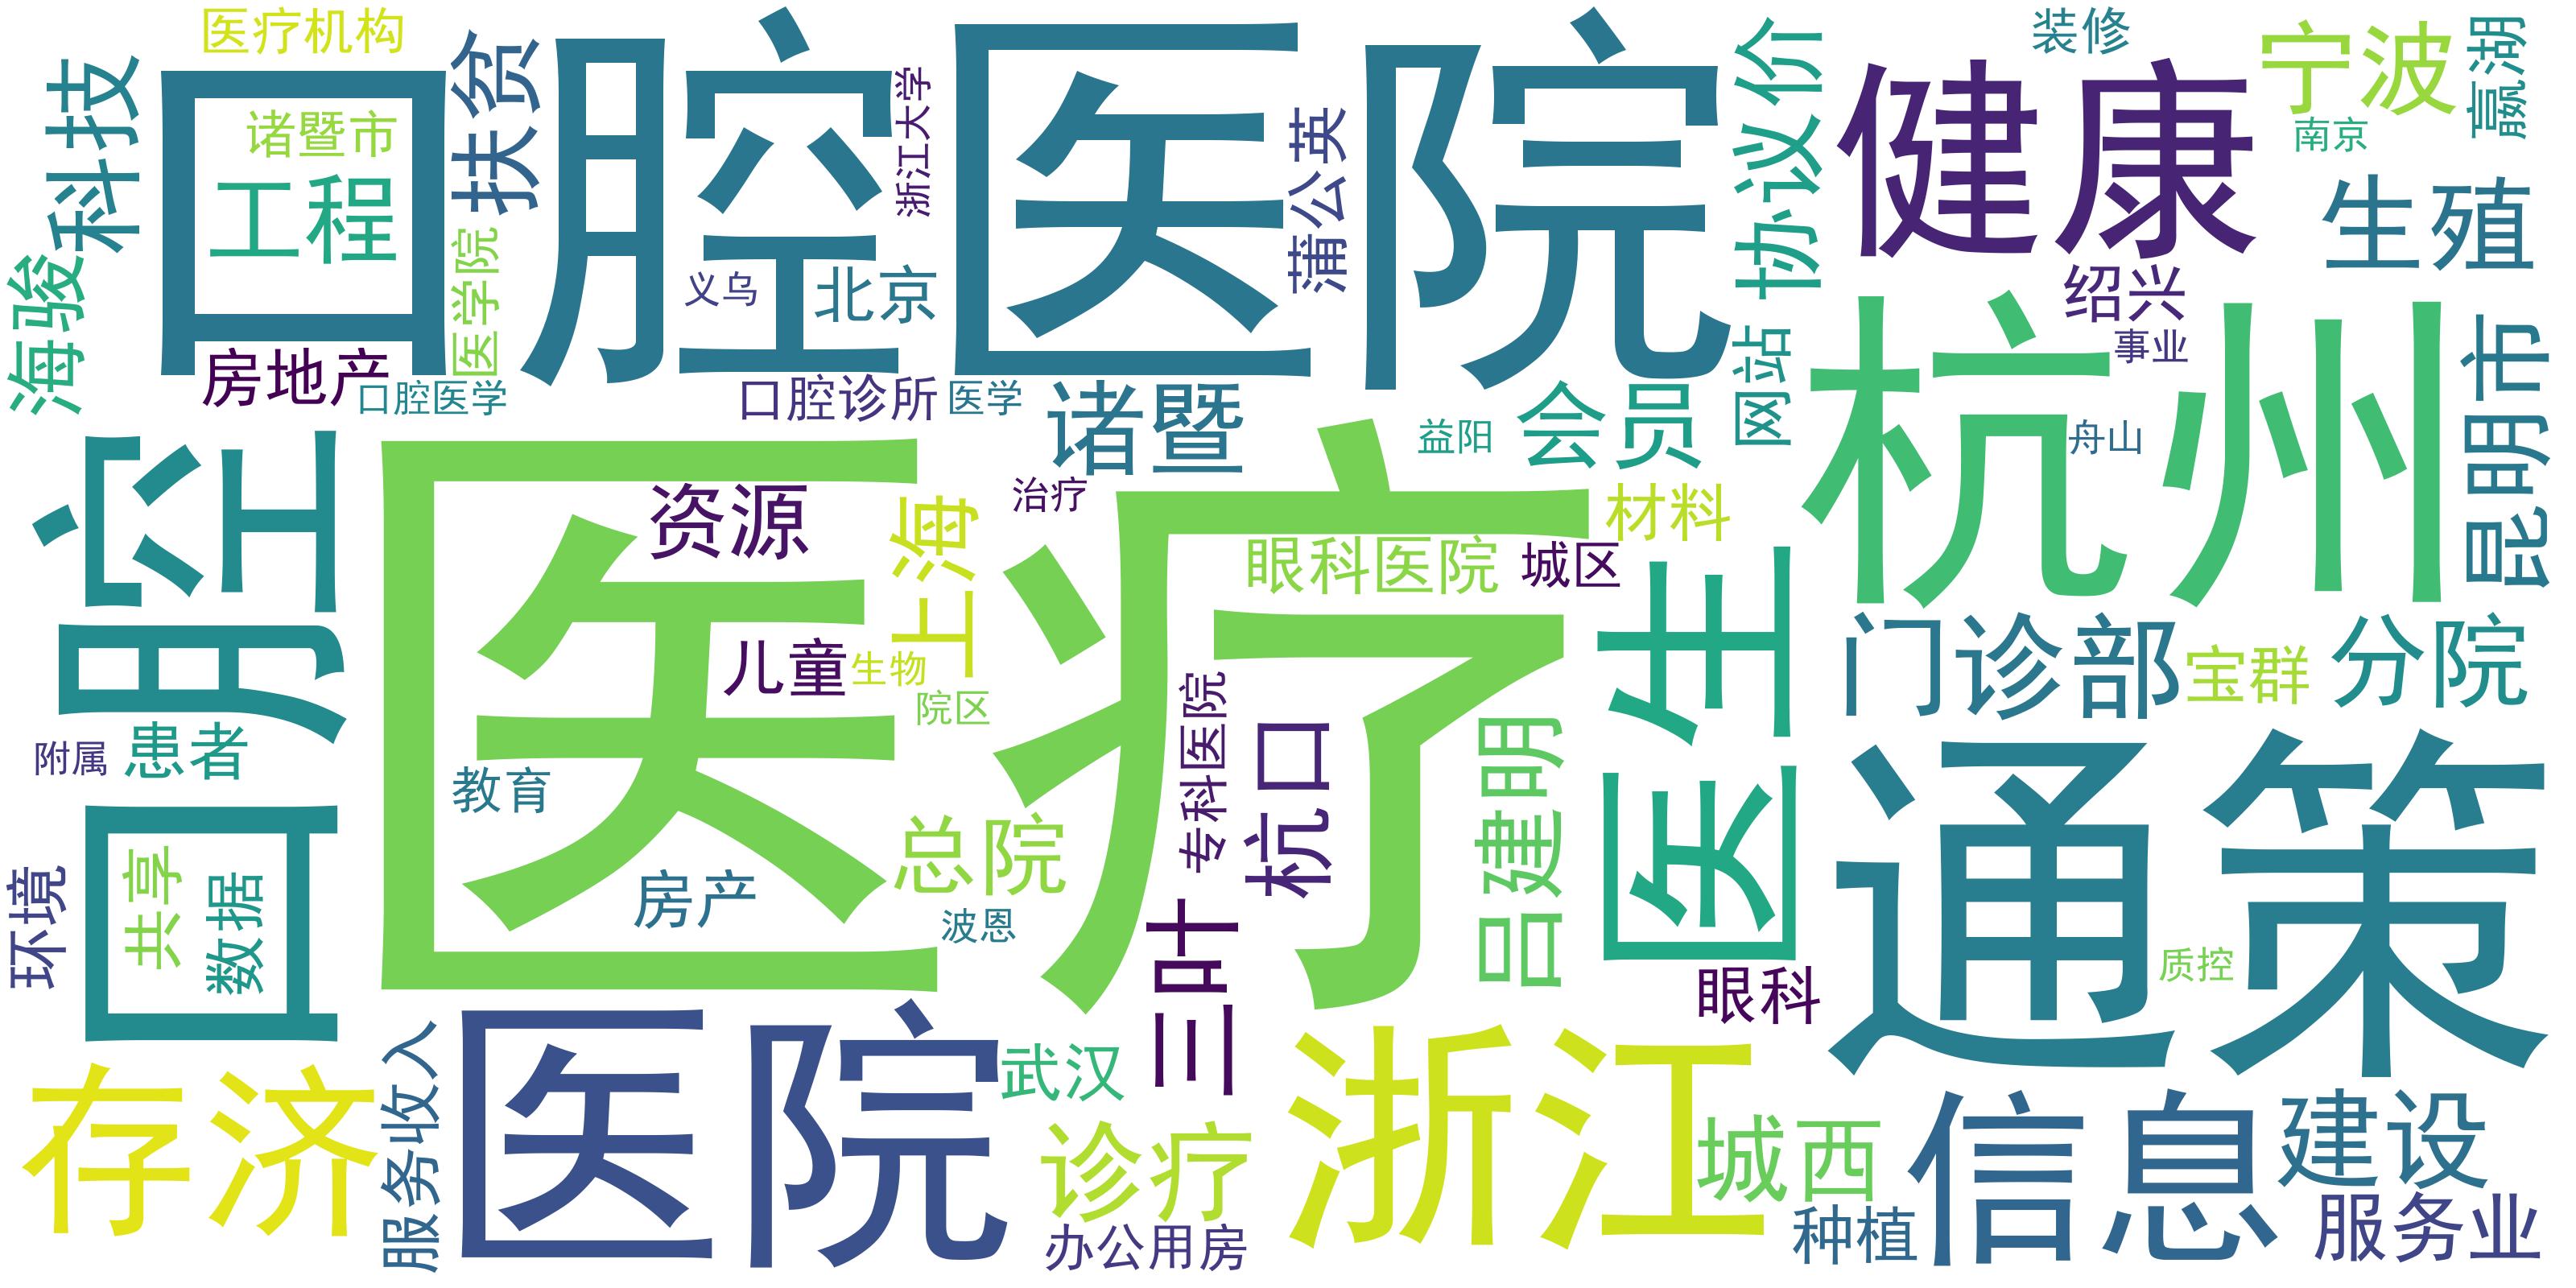 医疗机构
口腔医院
科技
扶贫
诸暨市
工程
浙江大学
蒲公英
协议价
健康
装修
宁波
南京
嬴湖
海骏
医学院
义乌
北京
生殖
绍兴
事业
房地产
口腔医学
口腔诊所
医学
诸暨
会员
网站
杭州
昆明市
益阳
舟山
口腔
医疗
资源
上海
治疗
眼科医院
城区
材料
医生
儿童
生物
院区
门诊部
宝群
分院
附属
患者
教育
专科医院
杭口
吕建明
通策
环境
共享
数据
房产
总院
波恩
三叶
眼科
质控
存济
服务收入
医院
武汉
诊疗
办公用房
浙江
城西
种植
信息
建设
服务业